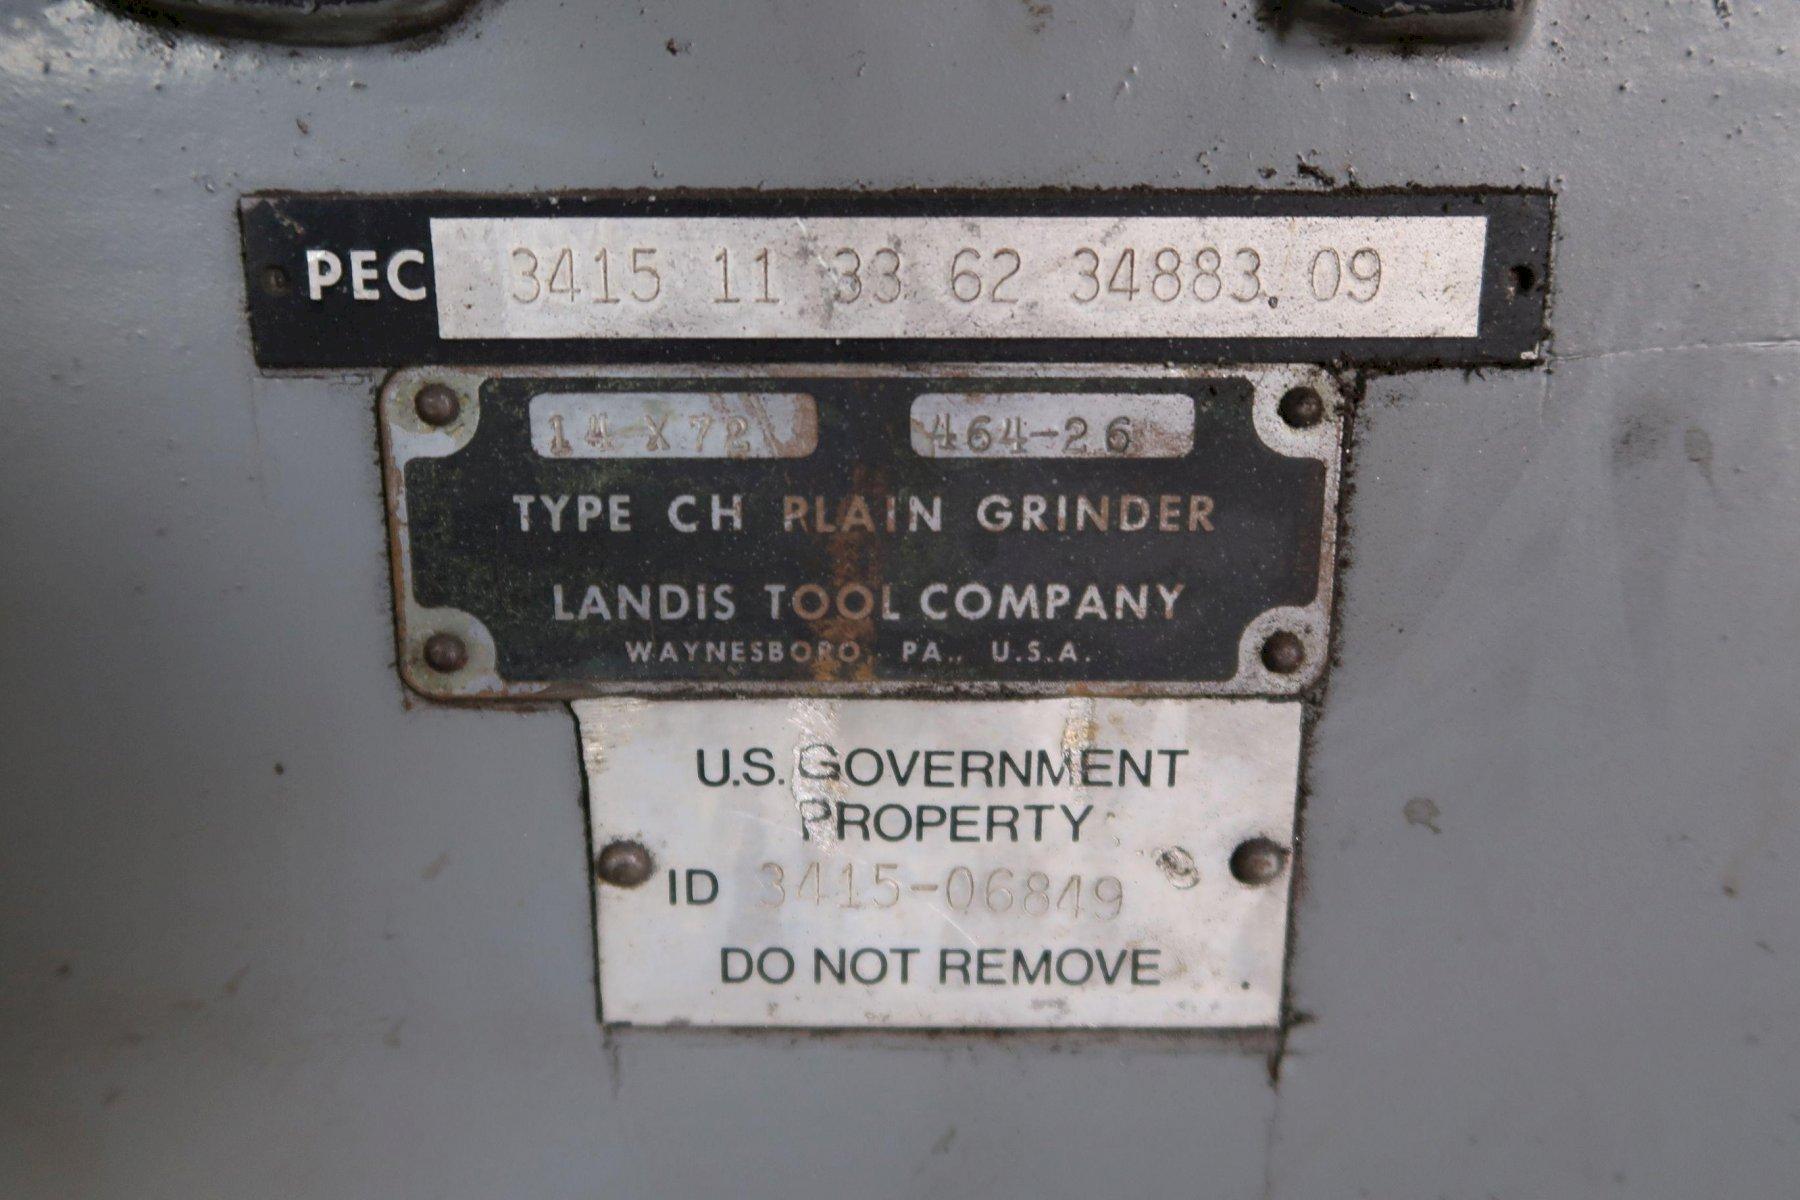 PEC 3415 11 33 62 34883 09
14 X 72 464-26
TYPE CH PLAIN GRINDER
LANDIS TOOL COMPANY
WAYNESBORO, PA., U.S.A.
U.S. GOVERNMENT
PROPERTY
ID 3415-06849
DO NOT REMOVE